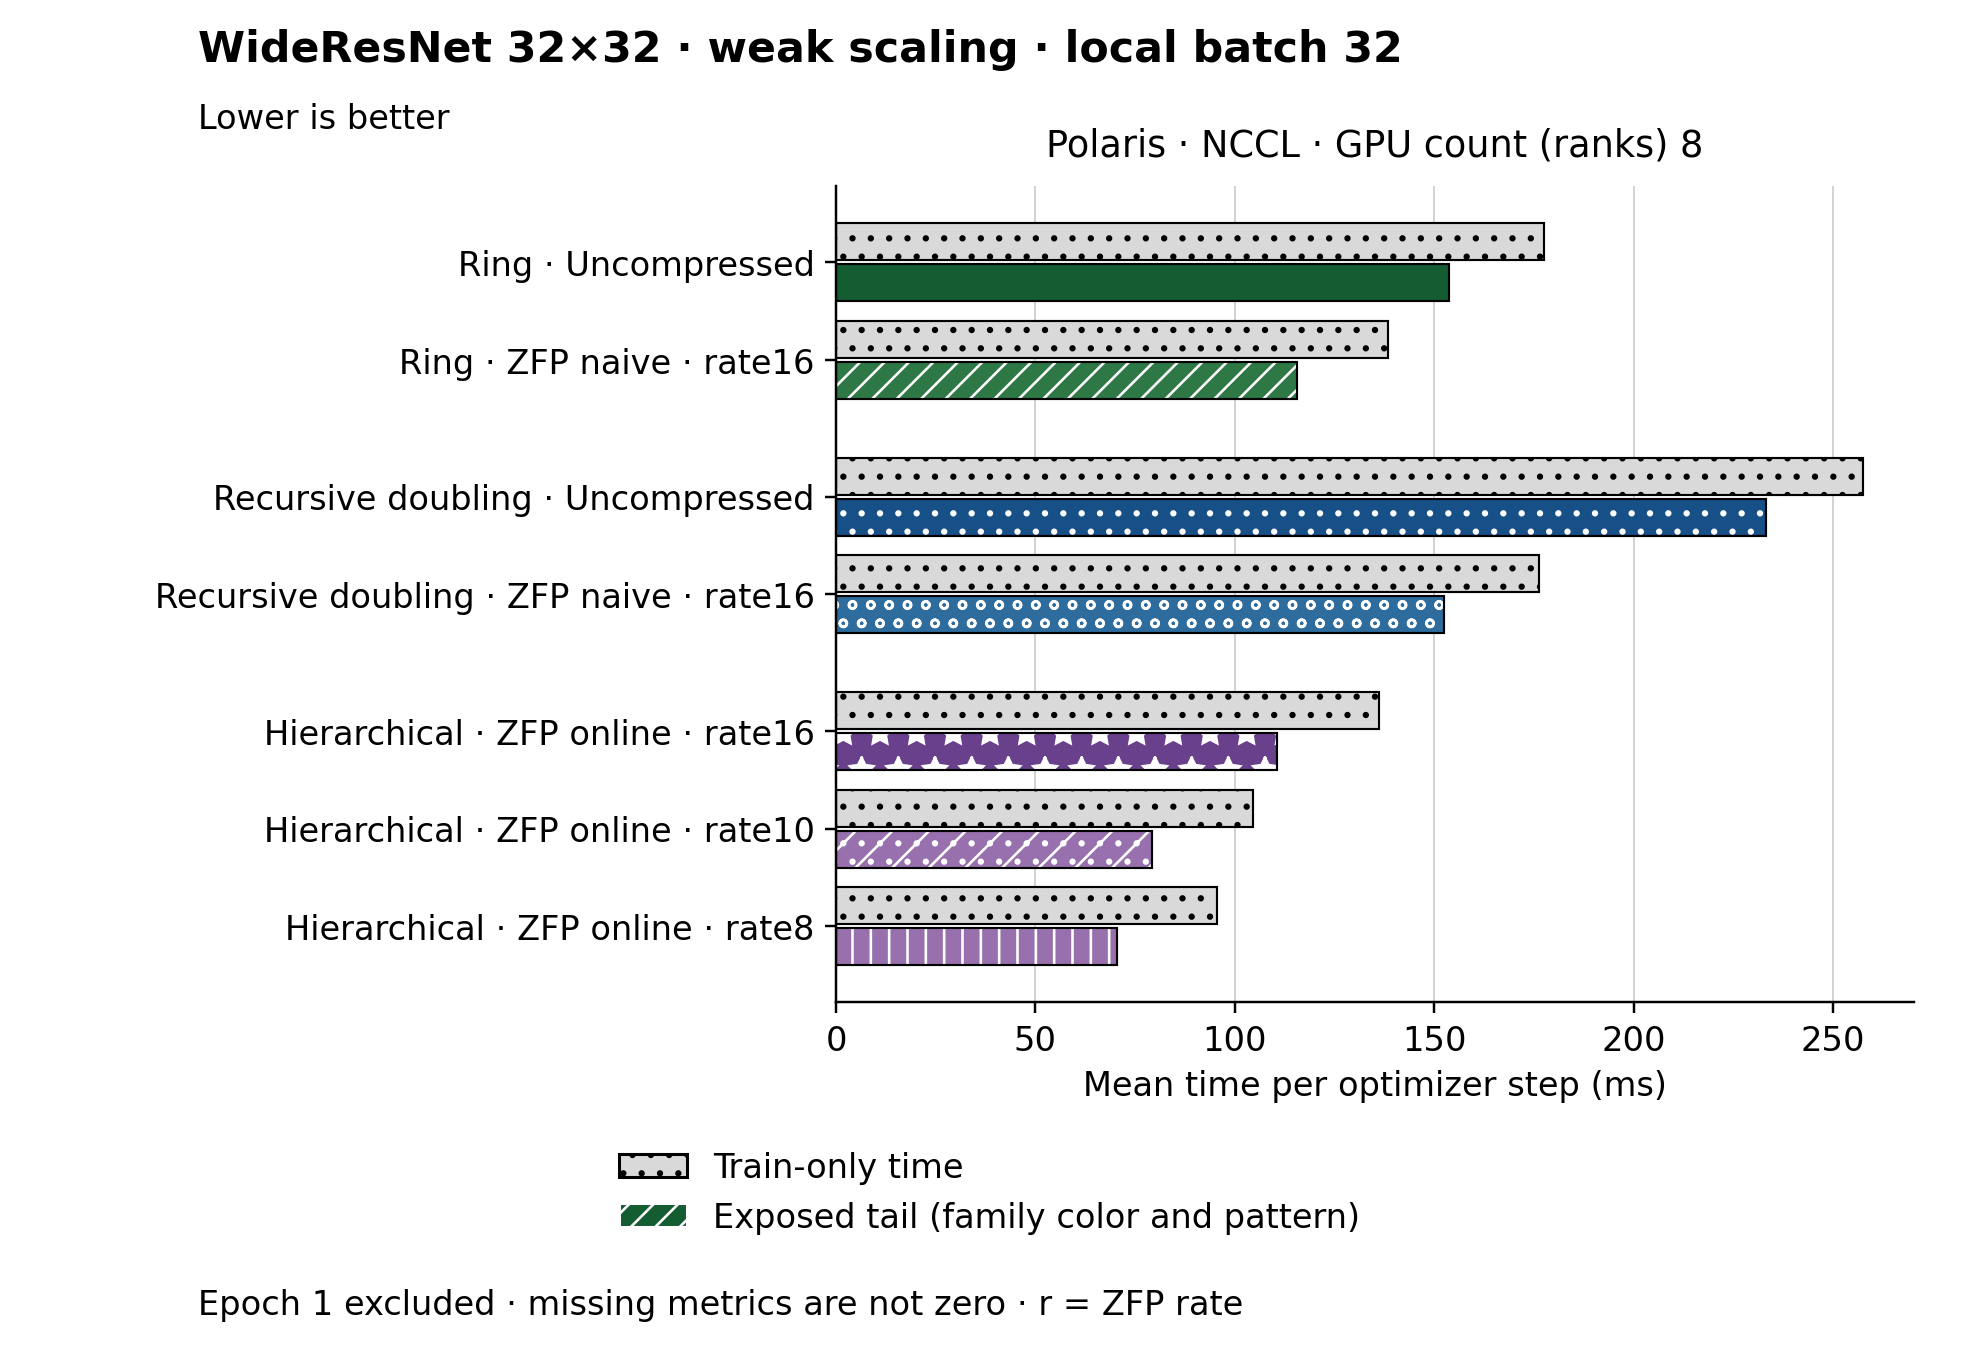 WideResNet 32×32 · weak scaling · local batch 32
Lower is better
Polaris · NCCL · GPU count (ranks) 8
Ring · Uncompressed
Ring · ZFP naive · rate16
Recursive doubling · Uncompressed
Recursive doubling · ZFP naive · rate16
Hierarchical · ZFP online · rate16
Hierarchical · ZFP online · rate10
Hierarchical · ZFP online · rate8
0 50 100 150 200 250
Mean time per optimizer step (ms)
Train-only time
Exposed tail (family color and pattern)
Epoch 1 excluded · missing metrics are not zero · r = ZFP rate